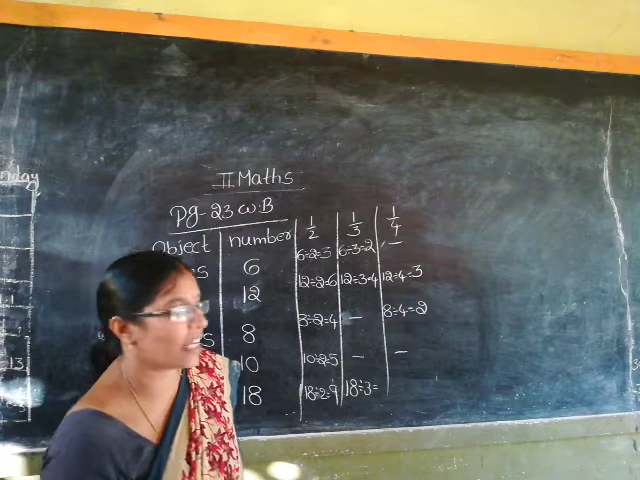 nday
II Maths
Pg-23 W.B
Object number 1/2 1/3 1/4
6 6÷2=3 6÷3=2 —
12 12÷2=6 12÷3=4 12÷4=3
8 8÷2=4 — 8÷4=2
10 10÷2=5 — —
18 18÷2=9 18÷3=
13